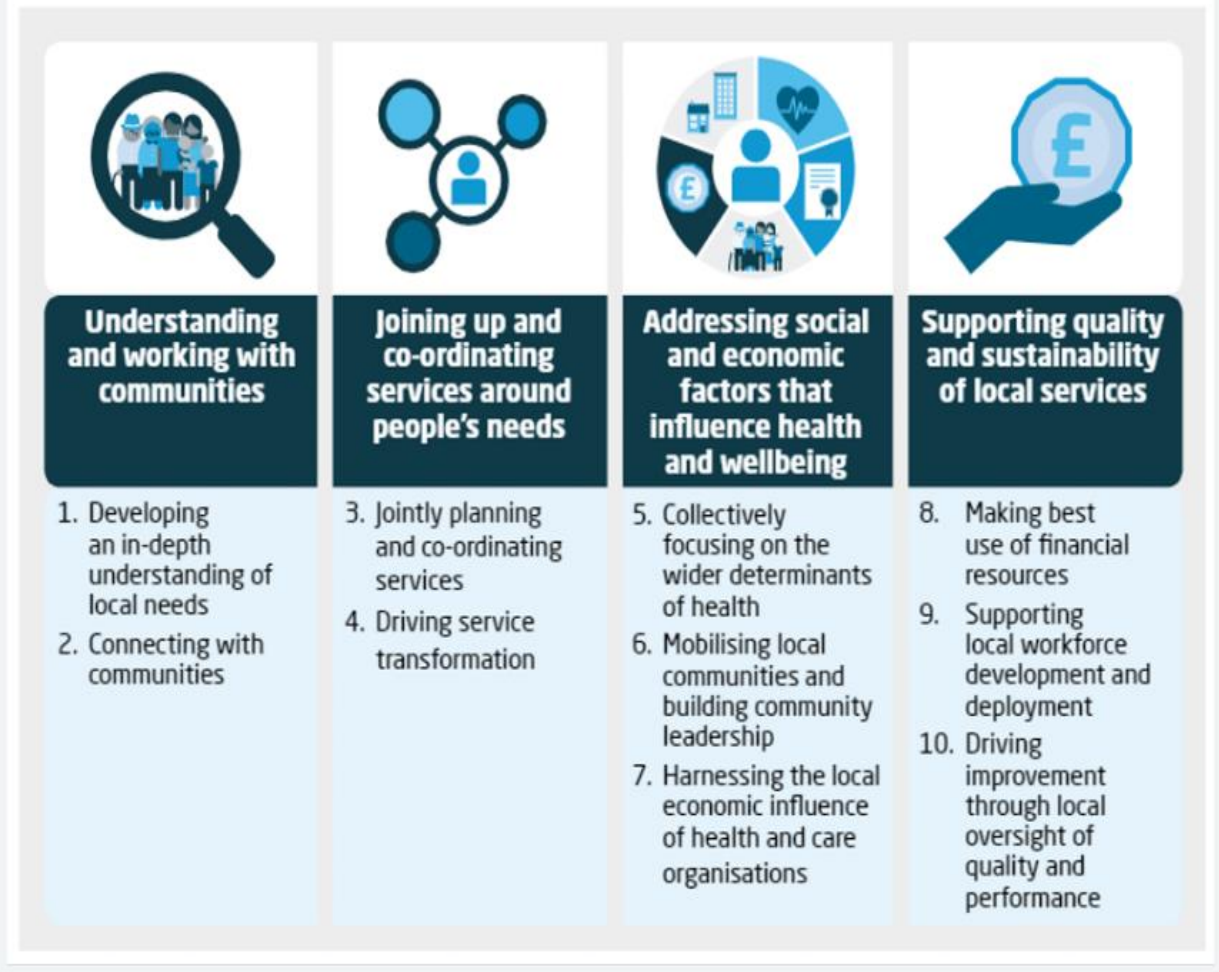 £
£
Understanding
and working with
communities
Joining up and
co-ordinating
services around
people's needs
Addressing social
and economic
factors that
influence health
and wellbeing
Supporting quality
and sustainability
of local services
1. Developing
an in-depth
understanding of
local needs
2. Connecting with
communities
3. Jointly planning
and co-ordinating
services
4. Driving service
transformation
5. Collectively
focusing on the
wider determinants
of health
6. Mobilising local
communities and
building community
leadership
7. Harnessing the local
economic influence
of health and care
organisations
8. Making best
use of financial
resources
9. Supporting
local workforce
development and
deployment
10. Driving
improvement
through local
oversight of
quality and
performance